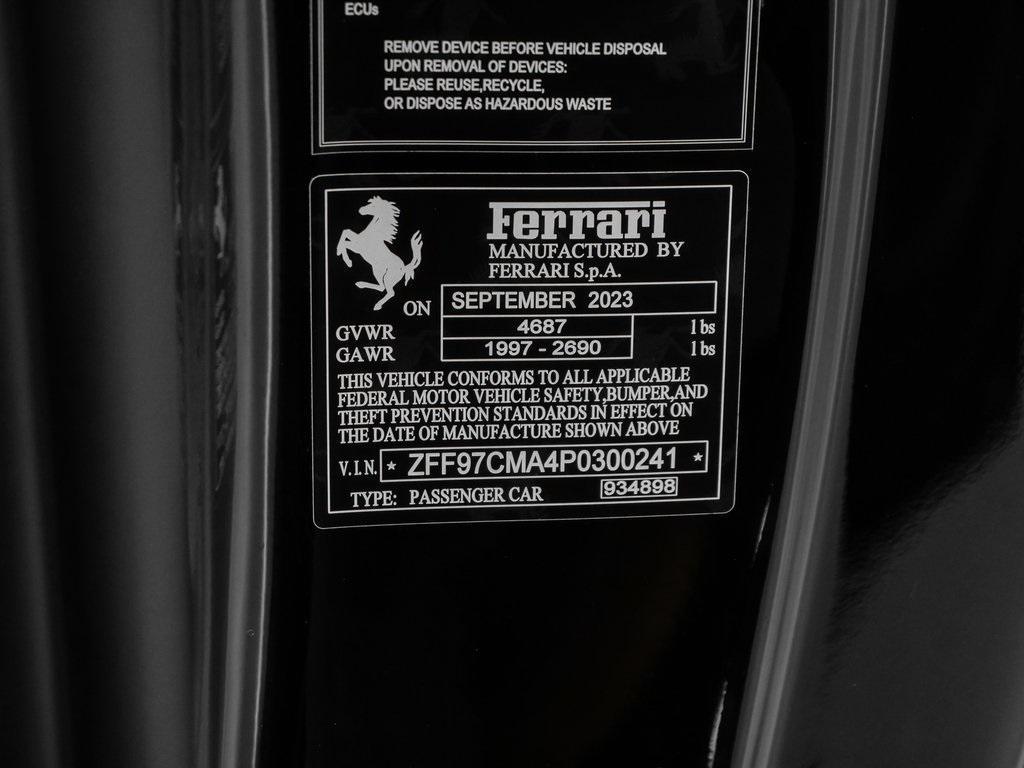 ECUs
REMOVE DEVICE BEFORE VEHICLE DISPOSAL
UPON REMOVAL OF DEVICES:
PLEASE REUSE,RECYCLE,
OR DISPOSE AS HAZARDOUS WASTE
Ferrari
MANUFACTURED BY
FERRARI S.p.A.
ON SEPTEMBER 2023
GVWR 4687 lbs
GAWR 1997 - 2690 lbs
THIS VEHICLE CONFORMS TO ALL APPLICABLE
FEDERAL MOTOR VEHICLE SAFETY,BUMPER,AND
THEFT PREVENTION STANDARDS IN EFFECT ON
THE DATE OF MANUFACTURE SHOWN ABOVE
V.I.N. * ZFF97CMA4P0300241 *
TYPE: PASSENGER CAR 934898